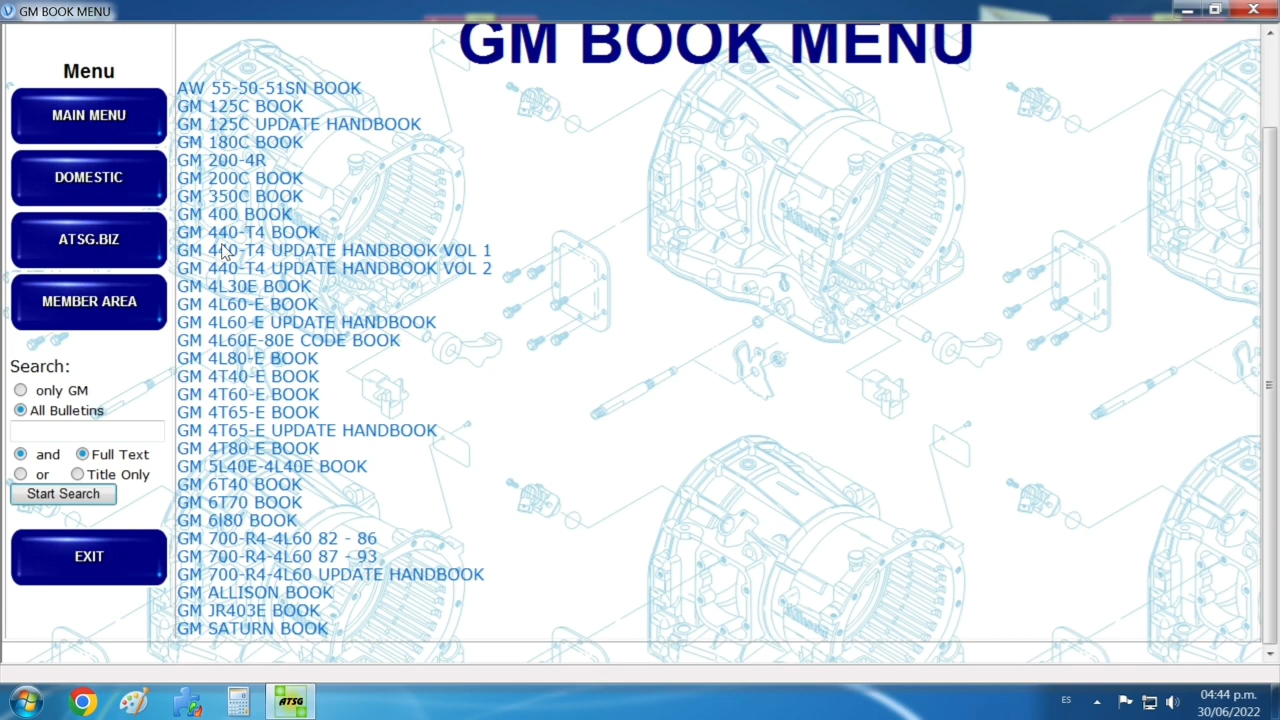 GM BOOK MENU
GM BOOK MENU
Menu
MAIN MENU
DOMESTIC
ATSG.BIZ
MEMBER AREA
Search:
only GM
All Bulletins
and
Full Text
or
Title Only
Start Search
EXIT
AW 55-50-51SN BOOK
GM 125C BOOK
GM 125C UPDATE HANDBOOK
GM 180C BOOK
GM 200-4R
GM 200C BOOK
GM 350C BOOK
GM 400 BOOK
GM 440-T4 BOOK
GM 440-T4 UPDATE HANDBOOK VOL 1
GM 440-T4 UPDATE HANDBOOK VOL 2
GM 4L30E BOOK
GM 4L60-E BOOK
GM 4L60-E UPDATE HANDBOOK
GM 4L60E-80E CODE BOOK
GM 4L80-E BOOK
GM 4T40-E BOOK
GM 4T60-E BOOK
GM 4T65-E BOOK
GM 4T65-E UPDATE HANDBOOK
GM 4T80-E BOOK
GM 5L40E-4L40E BOOK
GM 6T40 BOOK
GM 6T70 BOOK
GM 6l80 BOOK
GM 700-R4-4L60 82 - 86
GM 700-R4-4L60 87 - 93
GM 700-R4-4L60 UPDATE HANDBOOK
GM ALLISON BOOK
GM JR403E BOOK
GM SATURN BOOK
ATSG
ES
04:44 p.m.
30/06/2022